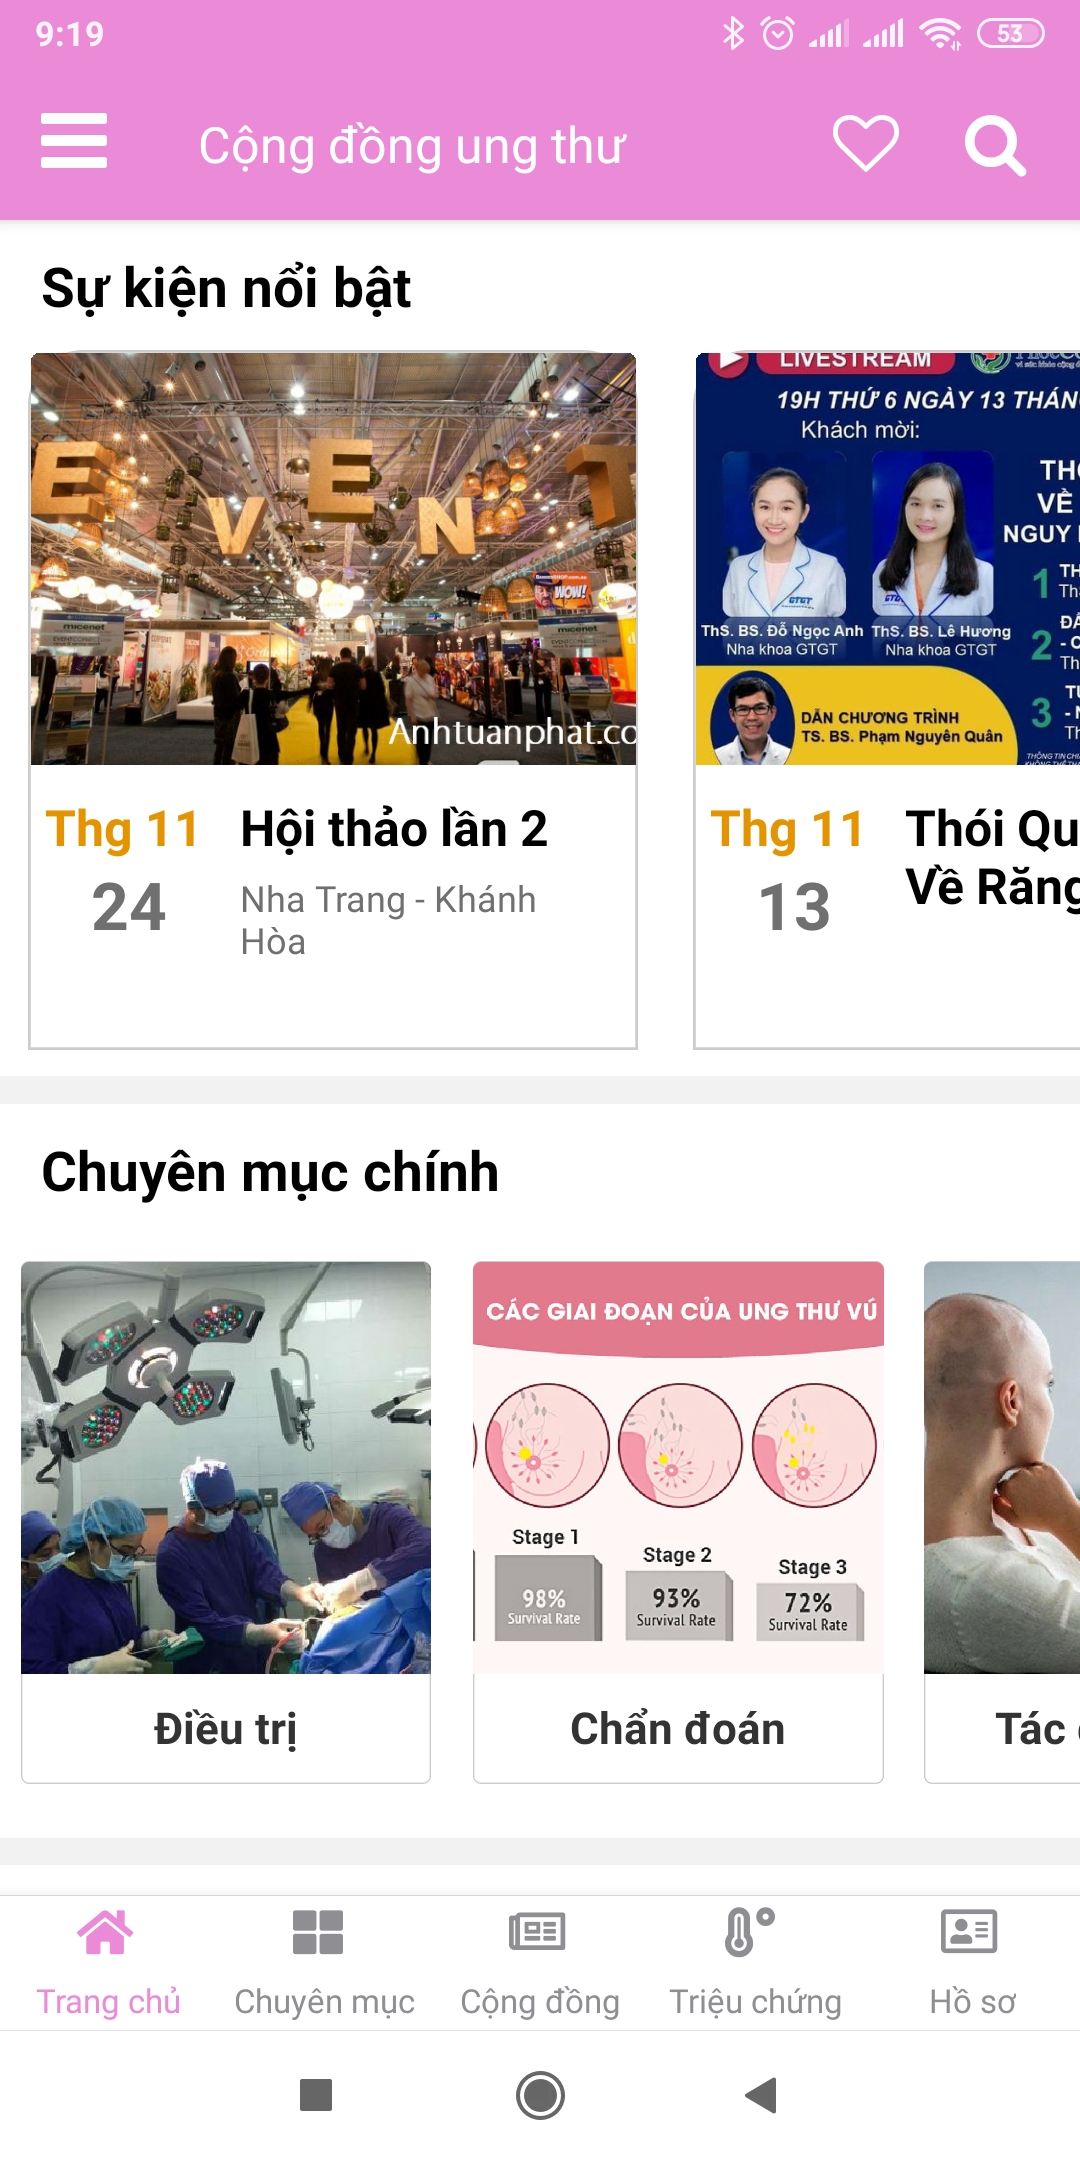 9:19
53
Cộng đồng ung thư
Sự kiện nổi bật
EVENT
WOJW!
micenet
micenet
Anhtuanphat.co
Thg 11
24
Hội thảo lần 2
Nha Trang - Khánh
Hòa
LIVESTREAM
19H THỨ 6 NGÀY 13 THÁN
Khách mời:
VỀ
NGUY
1
2
3
GTGT
GTGT
ThS. BS. Đỗ Ngọc Anh
Nha khoa GTGT
ThS. BS. Lê Hương
Nha khoa GTGT
DẪN CHƯƠNG TRÌNH
TS. BS. Phạm Nguyên Quân
Thg 11
13
Thói Qu
Về Răng
Chuyên mục chính
Điều trị
CÁC GIAI ĐOẠN CỦA UNG THƯ VÚ
Stage 1
98%
Survival Rate
Stage 2
93%
Survival Rate
Stage 3
72%
Survival Rate
Chẩn đoán
Tác
Trang chủ
Chuyên mục
Cộng đồng
Triệu chứng
Hồ sơ